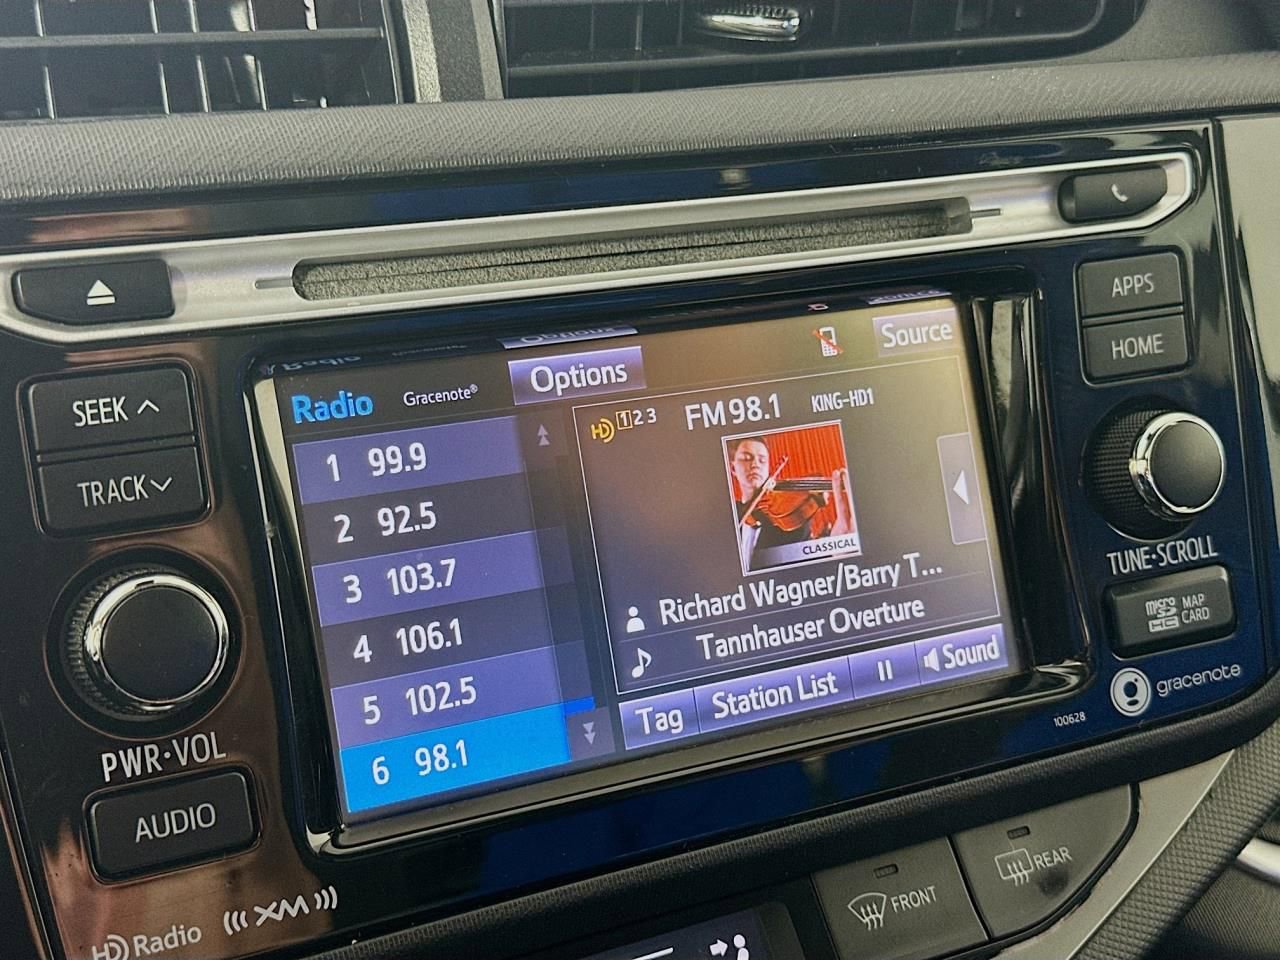 APPS
HOME
SEEK
TRACK
PWR·VOL
AUDIO
HD Radio
((( XM )))
Radio
Gracenote®
Options
Source
1 99.9
2 92.5
3 103.7
4 106.1
5 102.5
6 98.1
HD 1 2 3
FM 98.1
KING-HD1
CLASSICAL
Richard Wagner/Barry T...
Tannhauser Overture
Tag
Station List
Sound
TUNE·SCROLL
micro SD HC
MAP CARD
gracenote
100628
FRONT
REAR